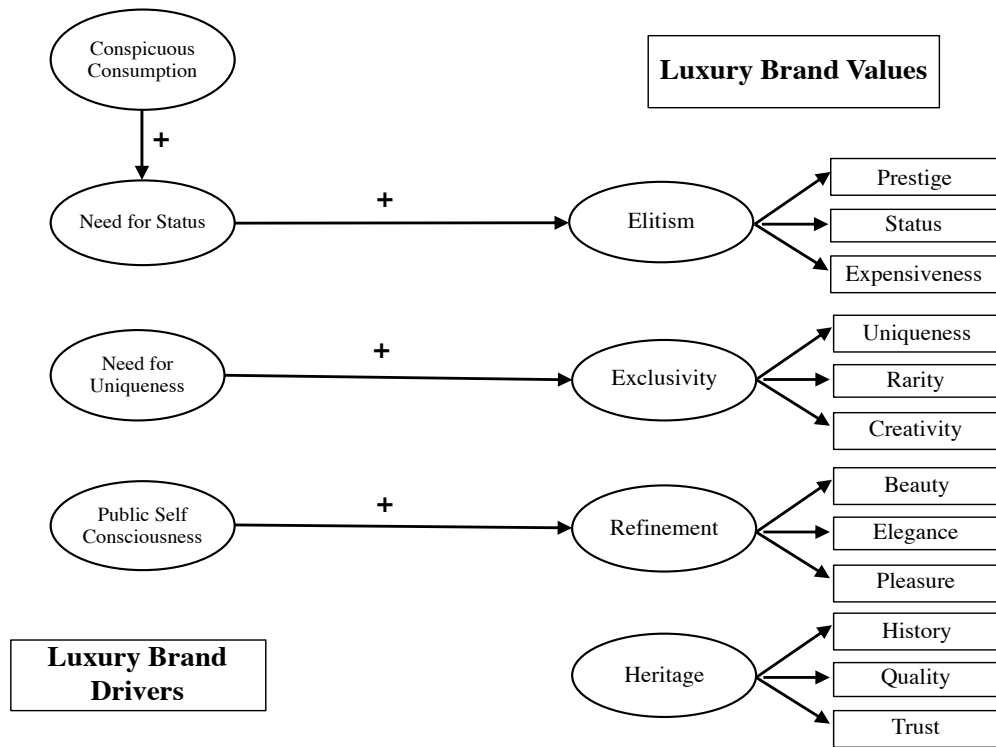 Conspicuous
Consumption
Luxury Brand Values
+
Need for Status
+
Elitism
Prestige
Status
Expensiveness
Need for
Uniqueness
+
Exclusivity
Uniqueness
Rarity
Creativity
Public Self
Consciousness
+
Refinement
Beauty
Elegance
Pleasure
Luxury Brand
Drivers
Heritage
History
Quality
Trust